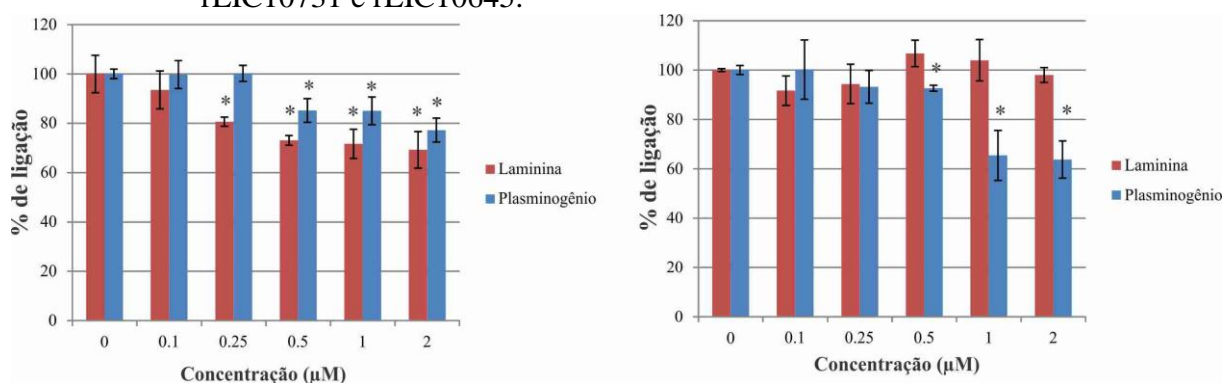 rLIC10731 e rLIC10645.
120
100
80
60
40
20
0
% de ligação
* * * * * * *
0 0.1 0.25 0.5 1 2
Concentração (µM)
Laminina
Plasminogênio
120
100
80
60
40
20
0
% de ligação
* * *
0 0.1 0.25 0.5 1 2
Concentração (µM)
Laminina
Plasminogênio